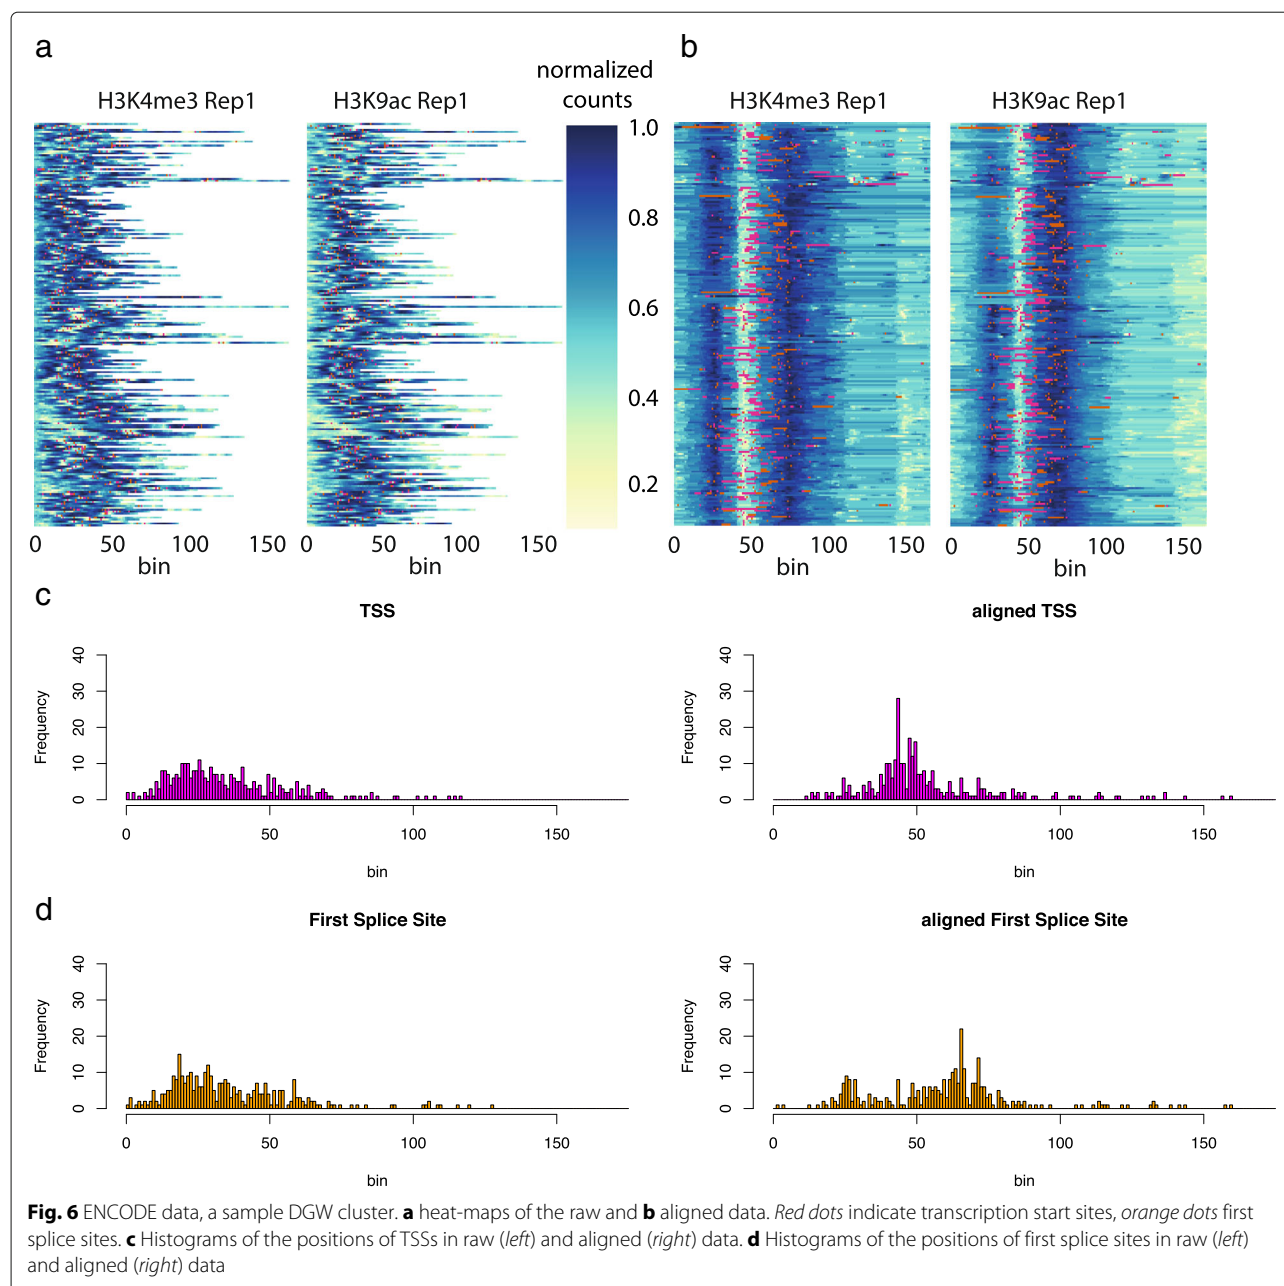 a
b
normalized
counts
H3K4me3 Rep1
H3K9ac Rep1
H3K4me3 Rep1
H3K9ac Rep1
1.0
0.8
0.6
0.4
0.2
0 50 100 150
bin
0 50 100 150
bin
0 50 100 150
bin
0 50 100 150
bin
c
TSS
Frequency
0 10 20 30 40
0 50 100 150
bin
aligned TSS
Frequency
0 10 20 30 40
0 50 100 150
bin
d
First Splice Site
Frequency
0 10 20 30 40
0 50 100 150
bin
aligned First Splice Site
Frequency
0 10 20 30 40
0 50 100 150
bin
Fig. 6 ENCODE data, a sample DGW cluster. a heat-maps of the raw and b aligned data. Red dots indicate transcription start sites, orange dots first
splice sites. c Histograms of the positions of TSSs in raw (left) and aligned (right) data. d Histograms of the positions of first splice sites in raw (left)
and aligned (right) data